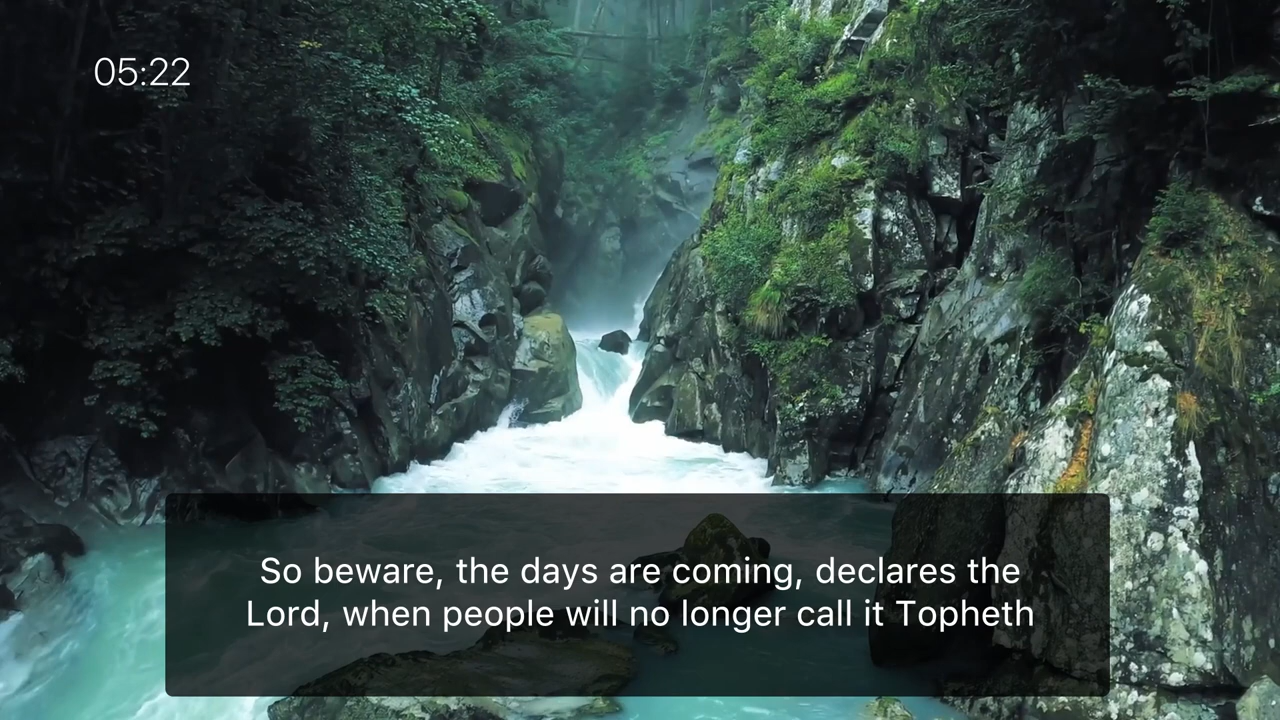 05:22
So beware, the days are coming, declares the
Lord, when people will no longer call it Topheth